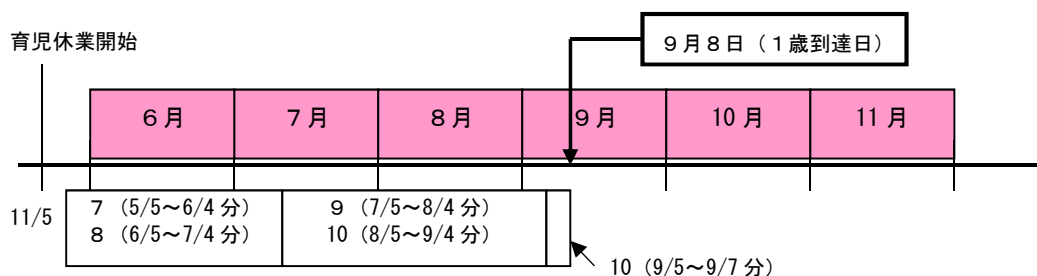 育児休業開始
９月８日（１歳到達日）
６月
７月
８月
９月
10月
11月
11/5
７（5/5～6/4 分）
８（6/5～7/4 分）
９（7/5～8/4 分）
10（8/5～9/4 分）
10（9/5～9/7 分）